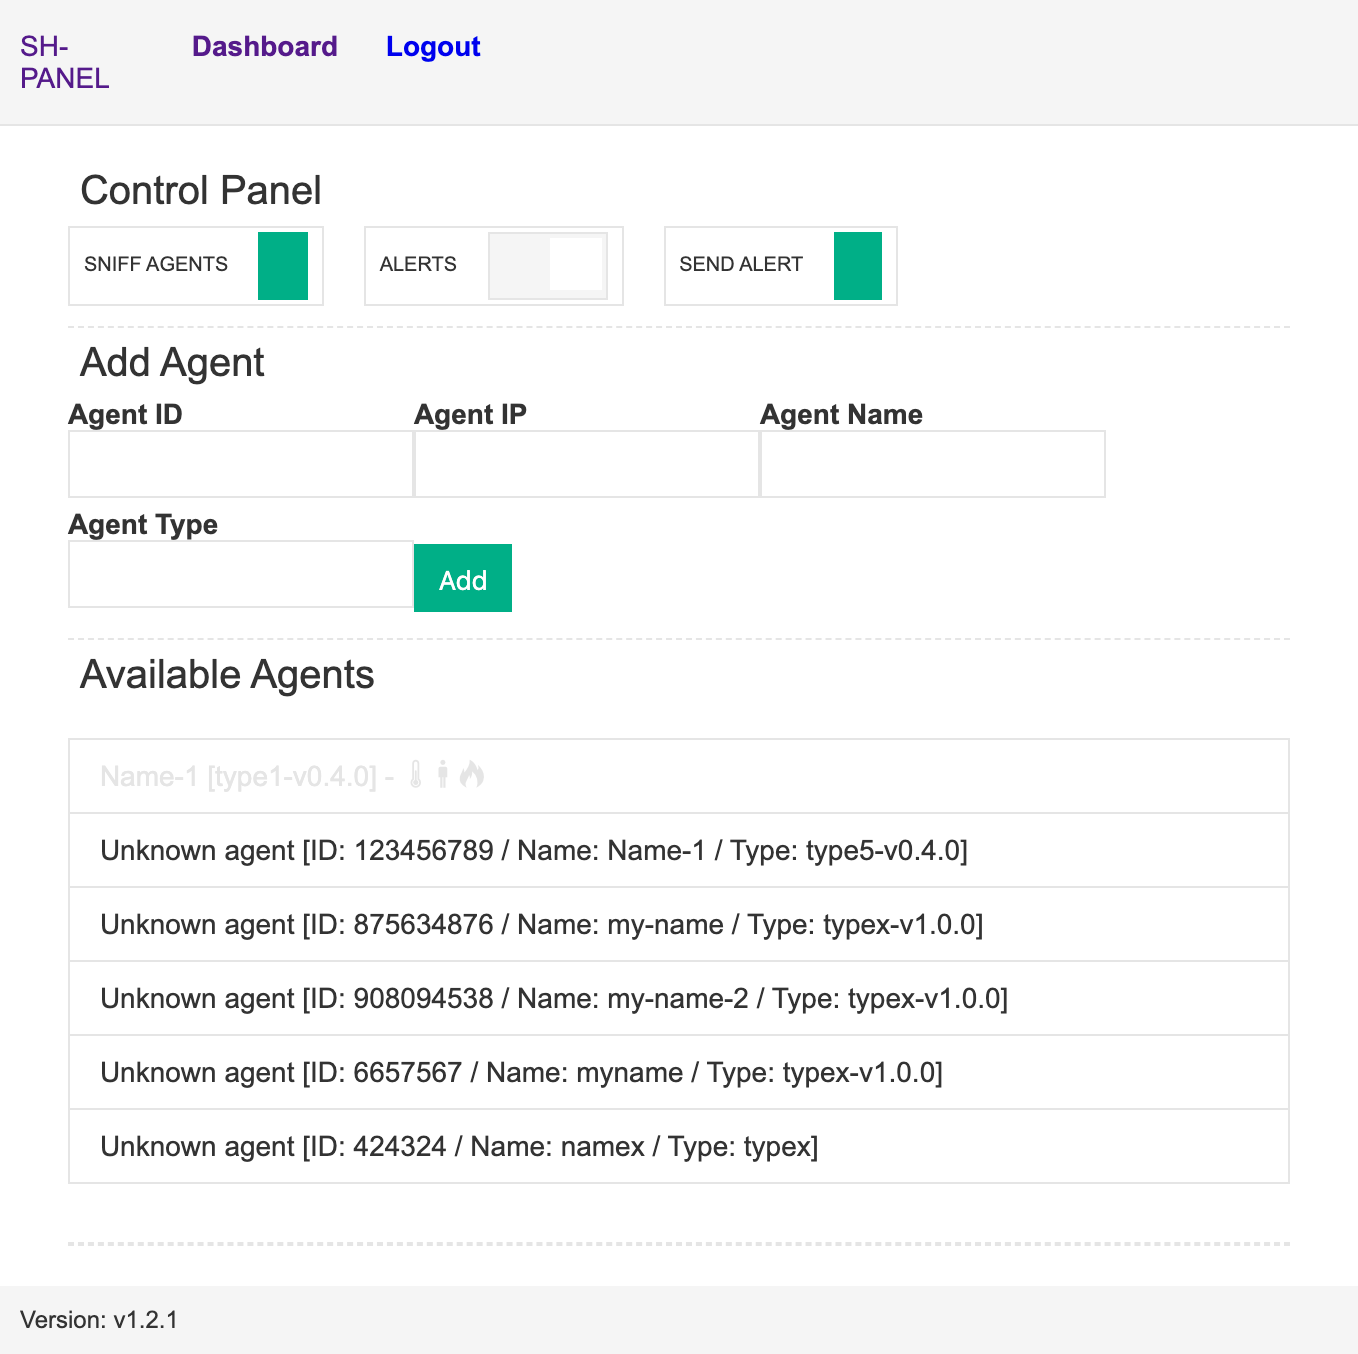 SH-
PANEL
Dashboard
Logout
Control Panel
SNIFF AGENTS
ALERTS
SEND ALERT
Add Agent
Agent ID
Agent IP
Agent Name
Agent Type
Add
Available Agents
Name-1 [type1-v0.4.0] -
Unknown agent [ID: 123456789 / Name: Name-1 / Type: type5-v0.4.0]
Unknown agent [ID: 875634876 / Name: my-name / Type: typex-v1.0.0]
Unknown agent [ID: 908094538 / Name: my-name-2 / Type: typex-v1.0.0]
Unknown agent [ID: 6657567 / Name: myname / Type: typex-v1.0.0]
Unknown agent [ID: 424324 / Name: namex / Type: typex]
Version: v1.2.1